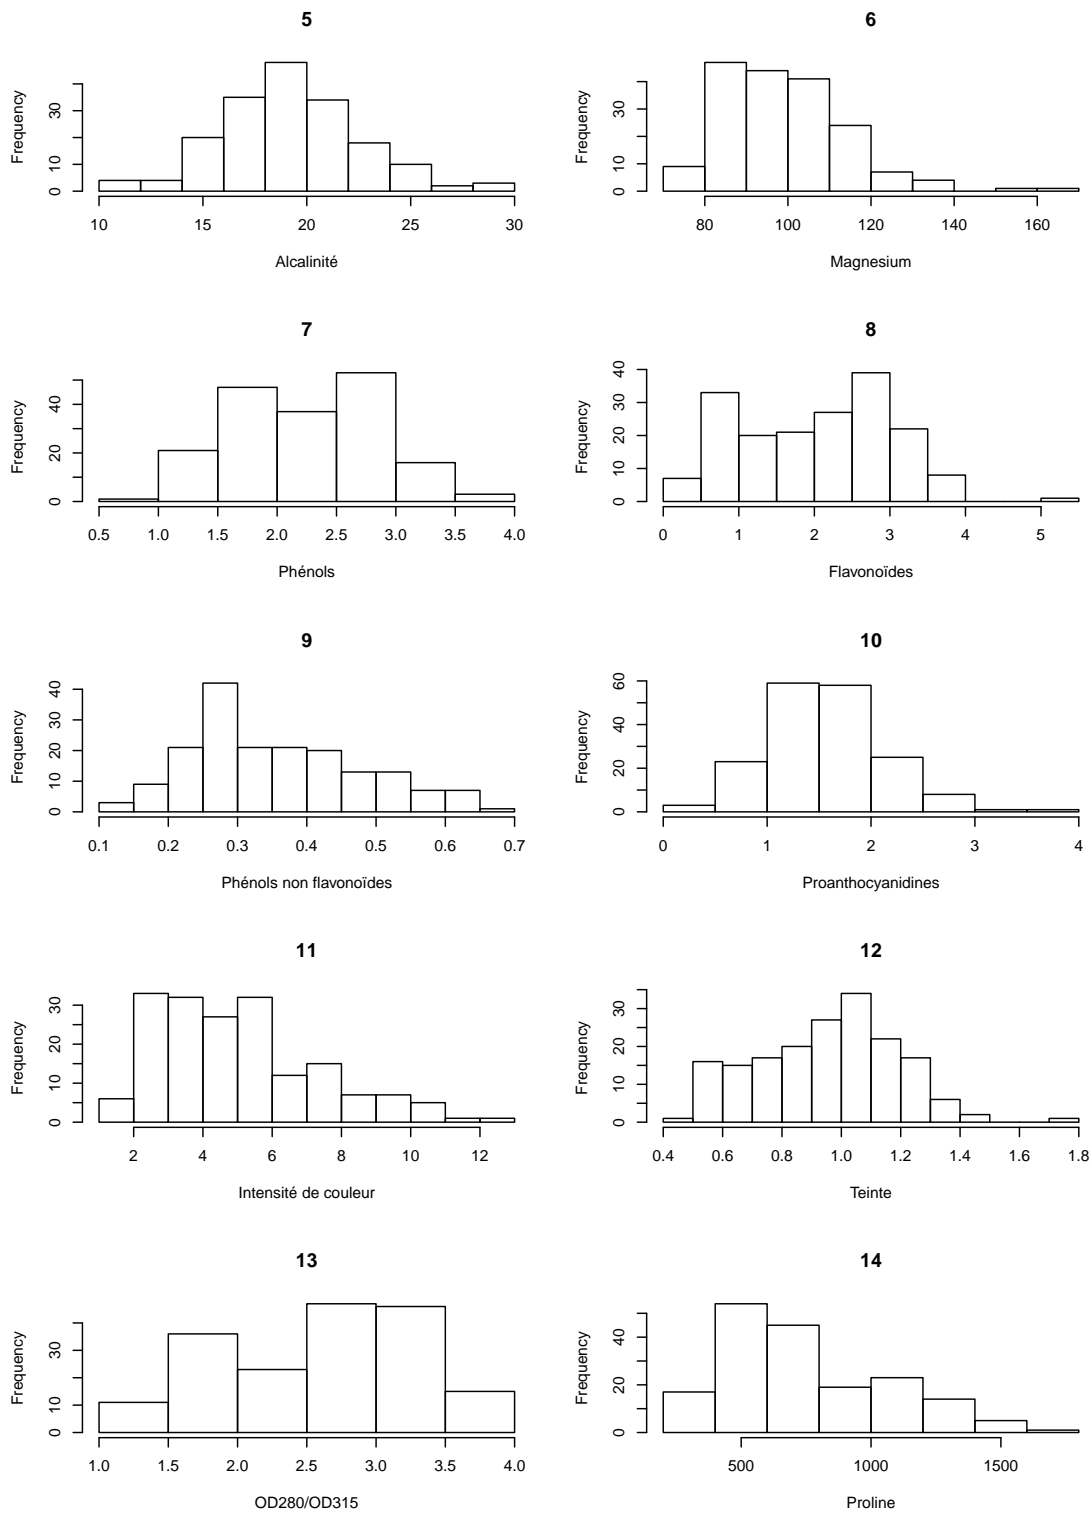 5
Frequency
0 10 30
10 15 20 25 30
Alcalinité
6
Frequency
0 10 30
80 100 120 140 160
Magnesium
7
Frequency
0 20 40
0.5 1.0 1.5 2.0 2.5 3.0 3.5 4.0
Phénols
8
Frequency
0 10 20 30 40
0 1 2 3 4 5
Flavonoïdes
9
Frequency
0 10 20 30 40
0.1 0.2 0.3 0.4 0.5 0.6 0.7
Phénols non flavonoïdes
10
Frequency
0 20 40 60
0 1 2 3 4
Proanthocyanidines
11
Frequency
0 10 20 30
2 4 6 8 10 12
Intensité de couleur
12
Frequency
0 10 20 30
0.4 0.6 0.8 1.0 1.2 1.4 1.6 1.8
Teinte
13
Frequency
0 10 30
1.0 1.5 2.0 2.5 3.0 3.5 4.0
OD280/OD315
14
Frequency
0 20 40
500 1000 1500
Proline